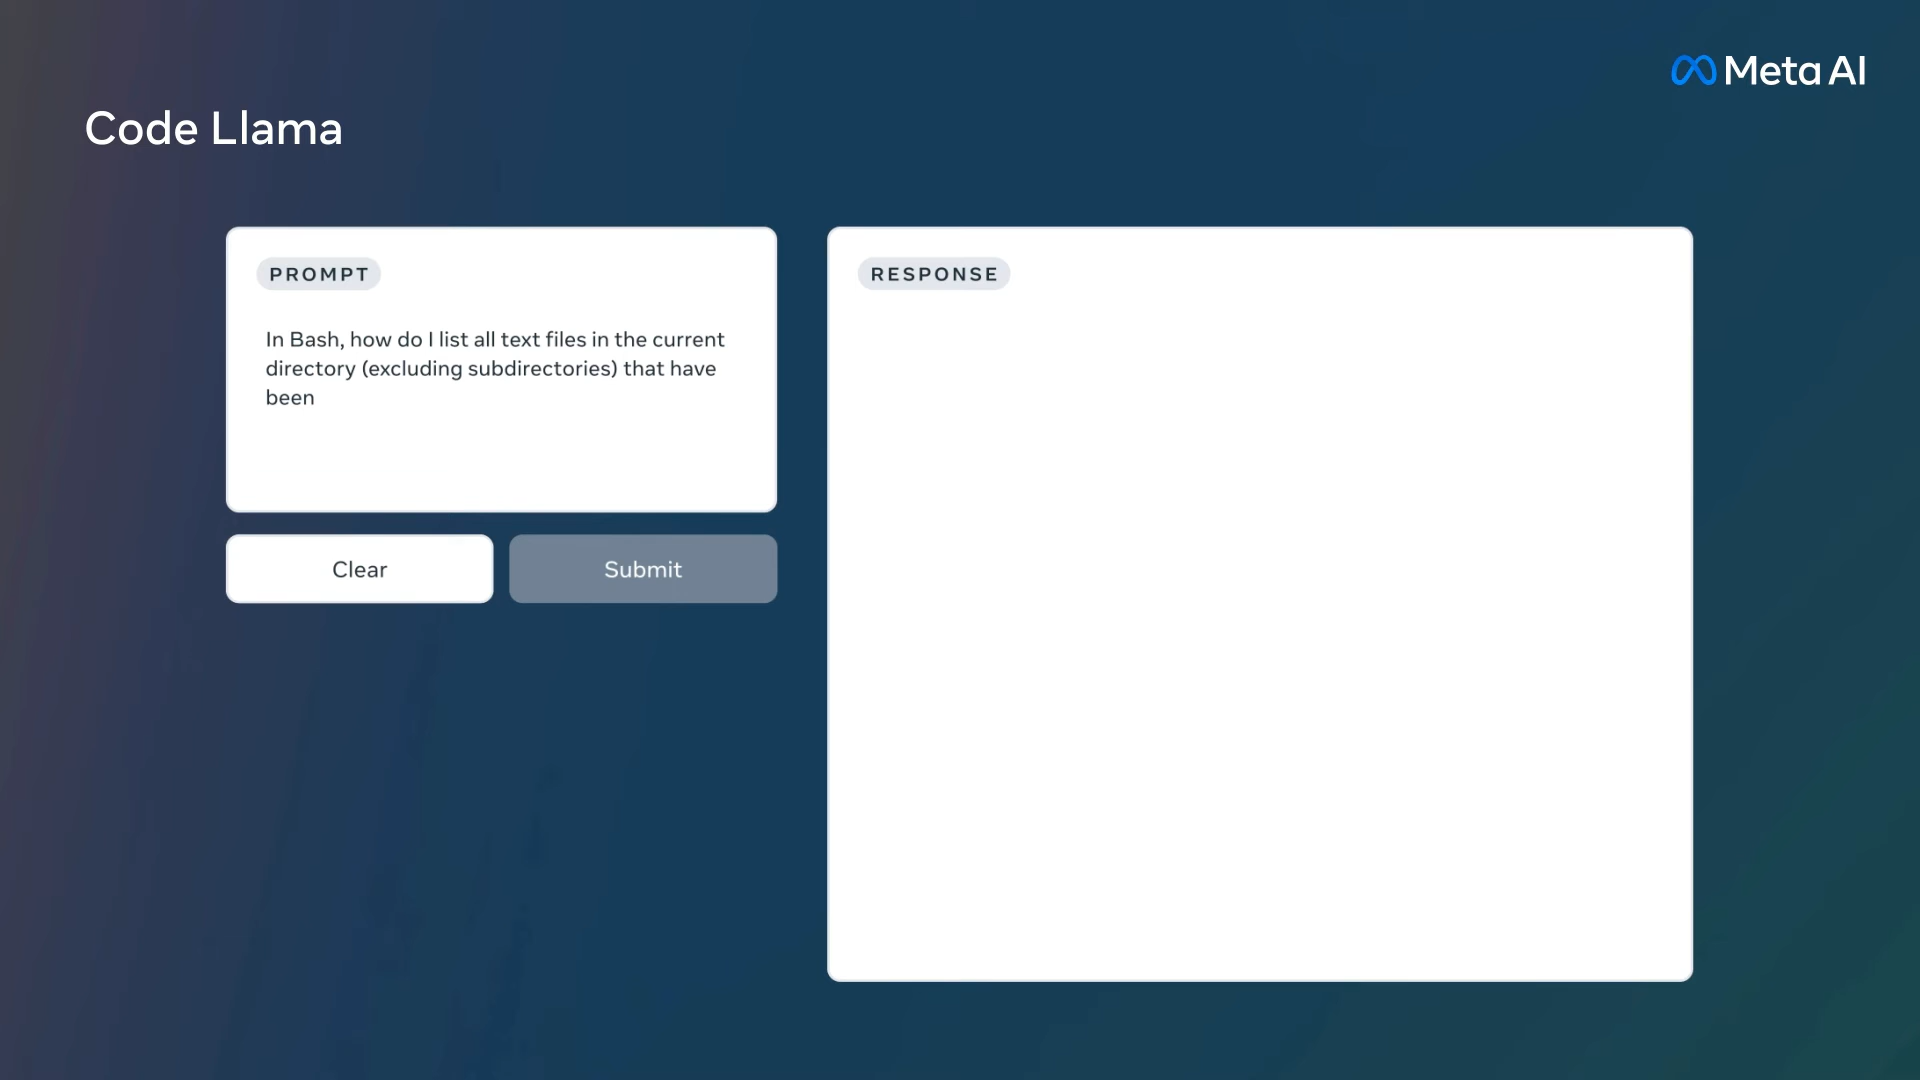 Meta AI
Code Llama
PROMPT
In Bash, how do I list all text files in the current
directory (excluding subdirectories) that have
been
Clear
Submit
RESPONSE